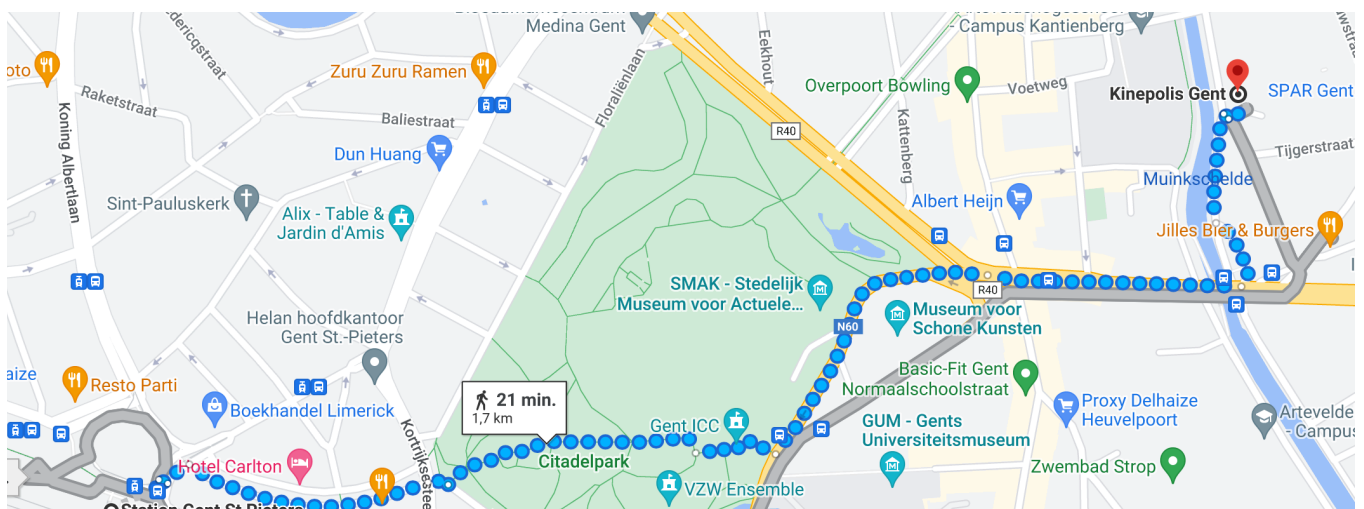 Medina Gent
- Campus Kantienberg
Eekhout
oto
Zuru Zuru Ramen
Floraliënlaan
Overpoort Bowling
Voetweg
Kinepolis Gent
SPAR Gent
Raketstraat
Koning Albertlaan
Baliestraat
R40
Kattenberg
Dun Huang
Tijgerstraat
Muinkschelde
Sint-Pauluskerk
Alix - Table &
Jardin d'Amis
Albert Heijn
Jilles Bier & Burgers
SMAK - Stedelijk
Museum voor Actuele...
R40
Helan hoofdkantoor
Gent St.-Pieters
N60
Museum voor
Schone Kunsten
aize
Resto Parti
Basic-Fit Gent
Normaalschoolstraat
21 min.
1,7 km
Boekhandel Limerick
Proxy Delhaize
Heuvelpoort
Gent ICC
GUM - Gents
Universiteitsmuseum
Artevelde
- Campus
Kortrijksestee
Hotel Carlton
Citadelpark
Zwembad Strop
VZW Ensemble
Station Gent St Pieters